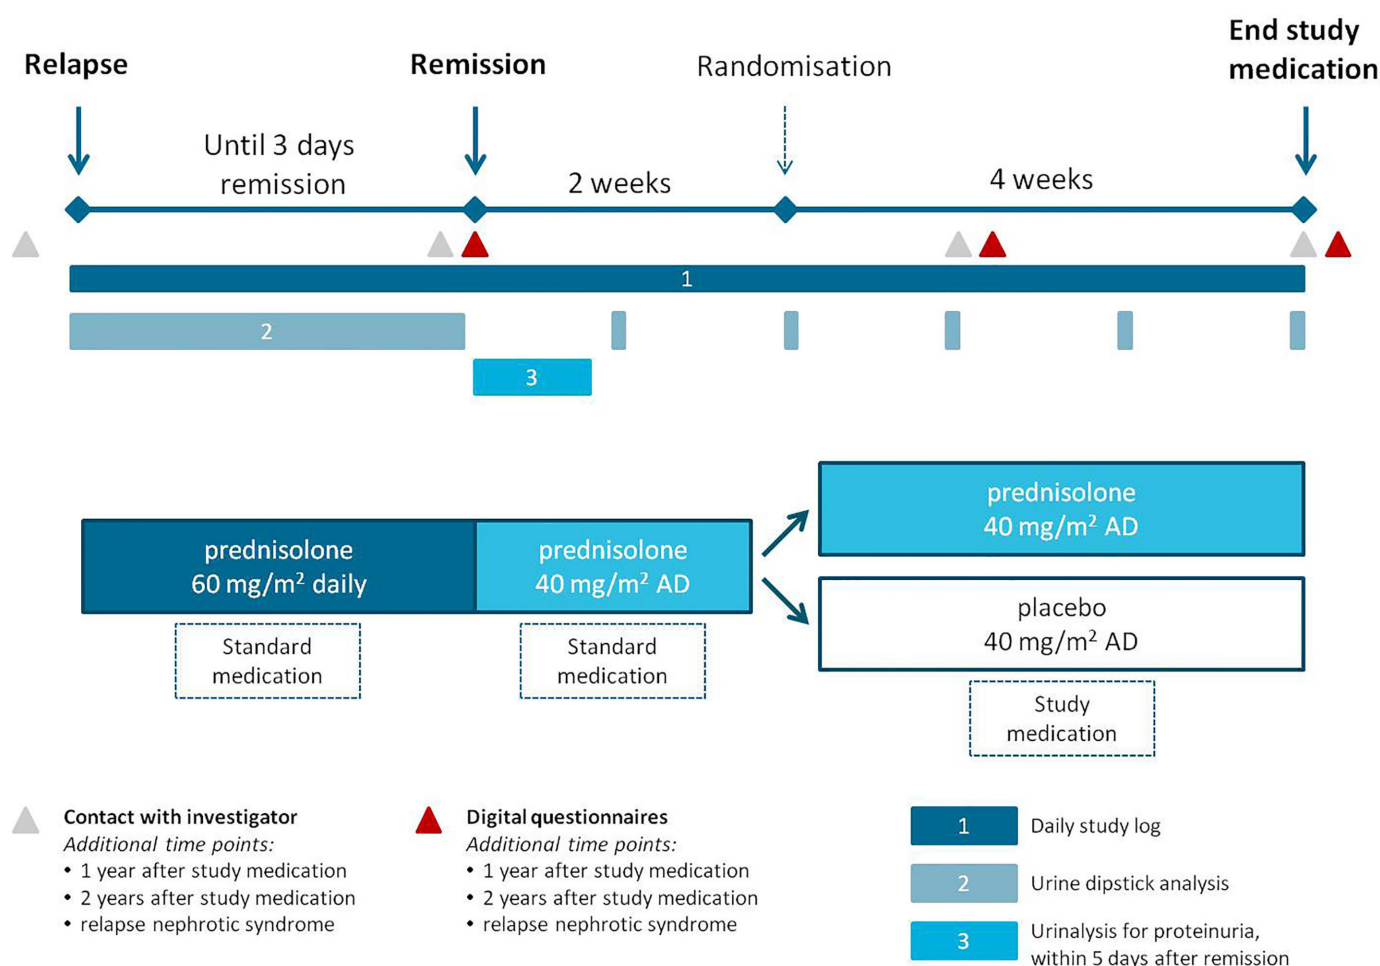 Relapse
Remission
Randomisation
End study
medication
Until 3 days
remission
2 weeks
4 weeks
1
2
3
prednisolone
60 mg/m² daily
prednisolone
40 mg/m² AD
prednisolone
40 mg/m² AD
placebo
40 mg/m² AD
Standard
medication
Standard
medication
Study
medication
Contact with investigator
Additional time points:
• 1 year after study medication
• 2 years after study medication
• relapse nephrotic syndrome
Digital questionnaires
Additional time points:
• 1 year after study medication
• 2 years after study medication
• relapse nephrotic syndrome
1 Daily study log
2 Urine dipstick analysis
3 Urinalysis for proteinuria,
within 5 days after remission